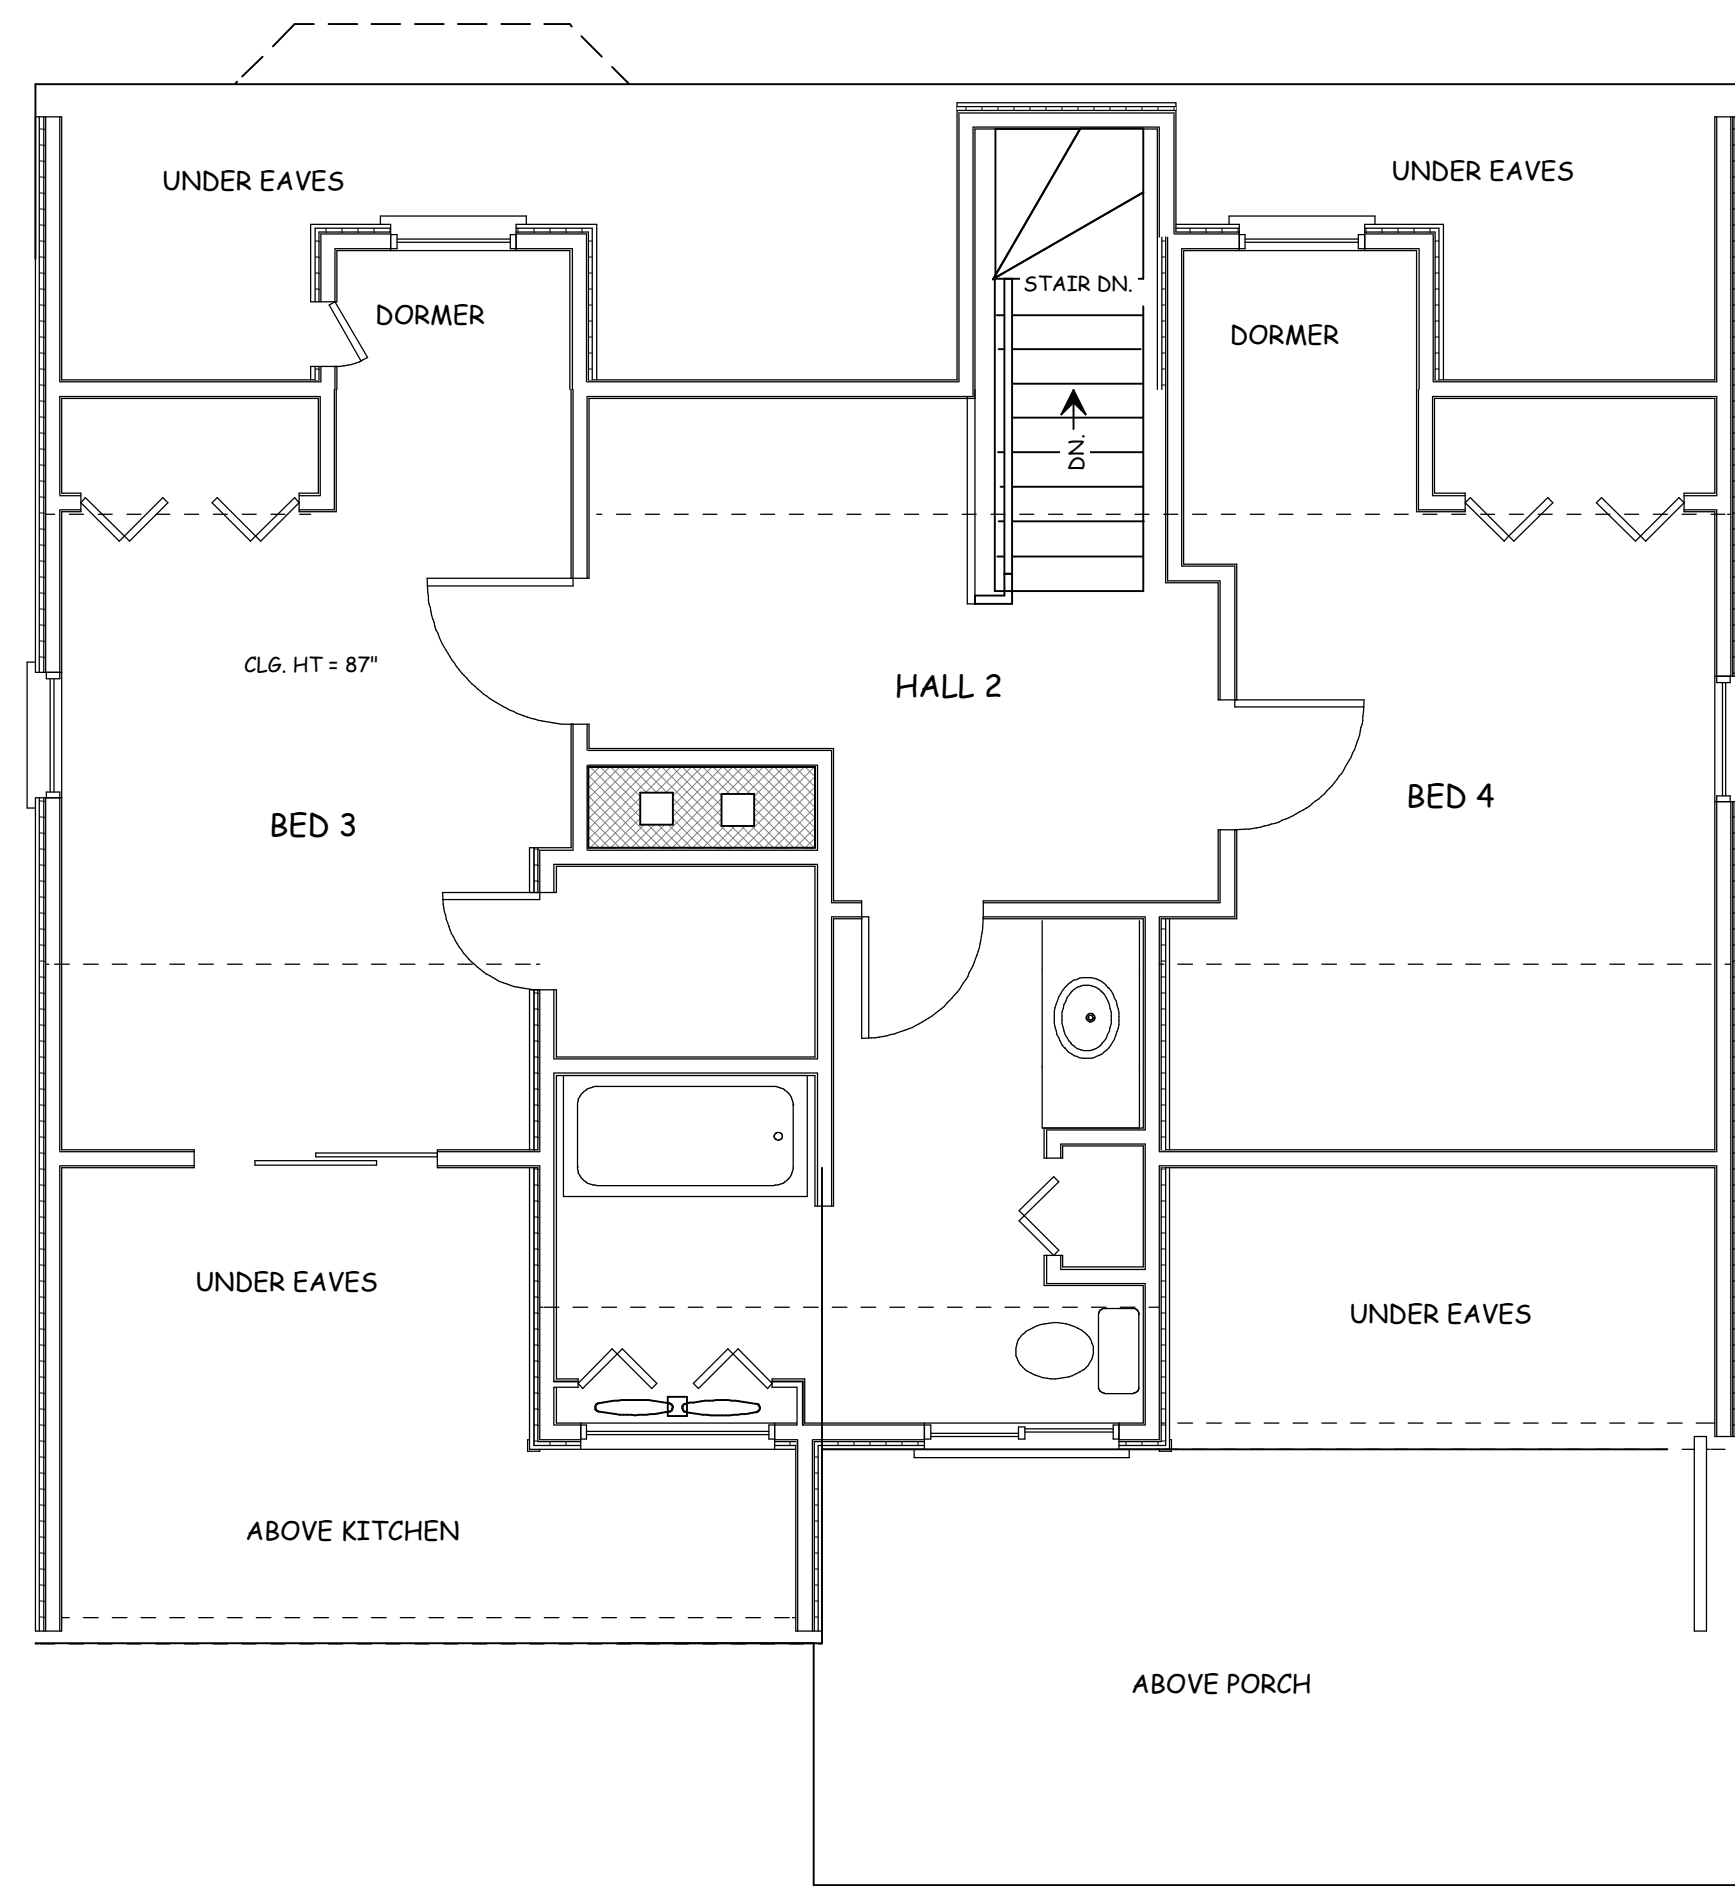 UNDER EAVES
UNDER EAVES
STAIR DN.
DORMER
DORMER
DN.
CLG. HT = 87"
HALL 2
BED 4
BED 3
UNDER EAVES
UNDER EAVES
ABOVE KITCHEN
ABOVE PORCH